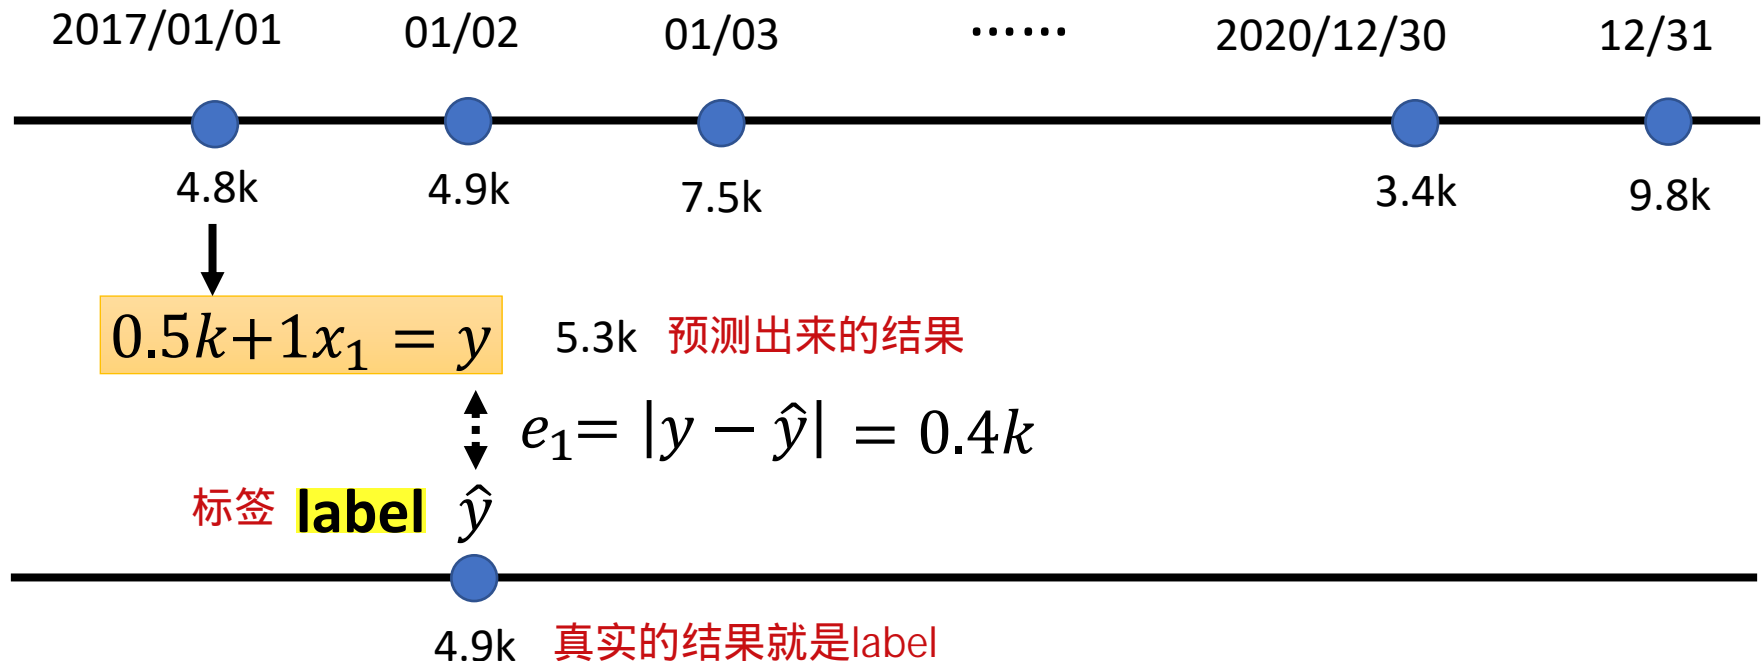 2017/01/01 01/02 01/03 ...... 2020/12/30 12/31
4.8k 4.9k 7.5k 3.4k 9.8k
0.5k+1x₁ = y 5.3k 预测出来的结果
e₁= |y − ŷ| = 0.4k
标签 label ŷ
4.9k 真实的结果就是label